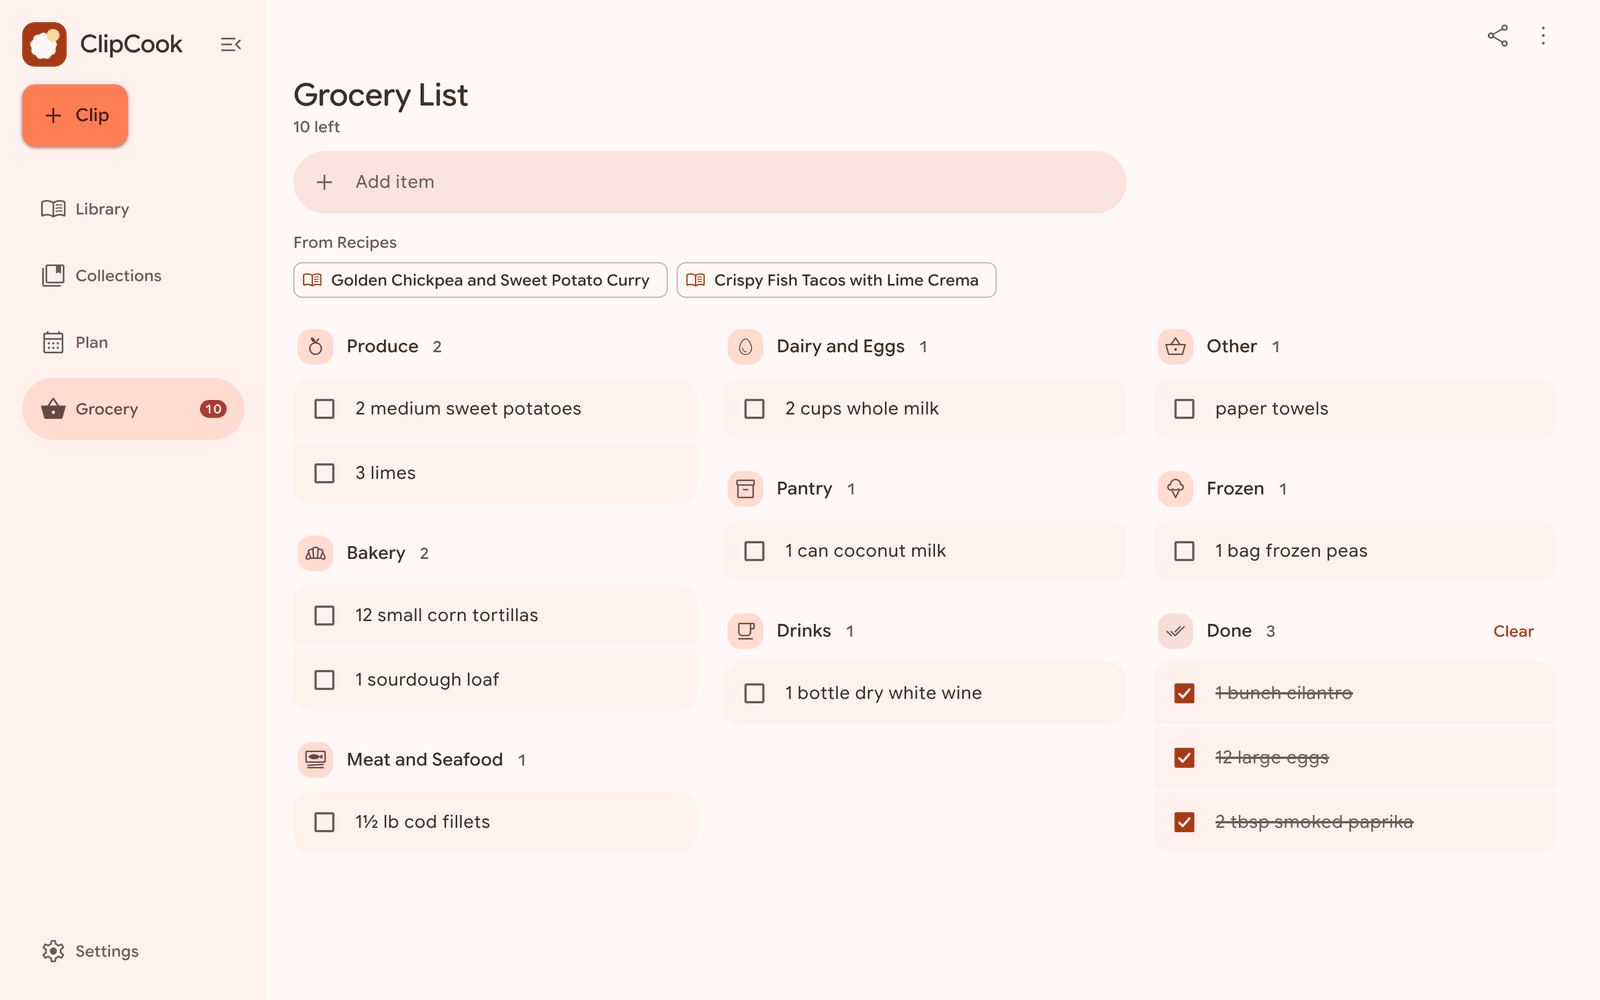 ClipCook
Clip
Library
Collections
Plan
Grocery 10
Settings
Grocery List
10 left
Add item
From Recipes
Golden Chickpea and Sweet Potato Curry
Crispy Fish Tacos with Lime Crema
Produce 2
2 medium sweet potatoes
3 limes
Bakery 2
12 small corn tortillas
1 sourdough loaf
Meat and Seafood 1
1½ lb cod fillets
Dairy and Eggs 1
2 cups whole milk
Pantry 1
1 can coconut milk
Drinks 1
1 bottle dry white wine
Other 1
paper towels
Frozen 1
1 bag frozen peas
Done 3 Clear
1 bunch cilantro
12 large eggs
2 tbsp smoked paprika